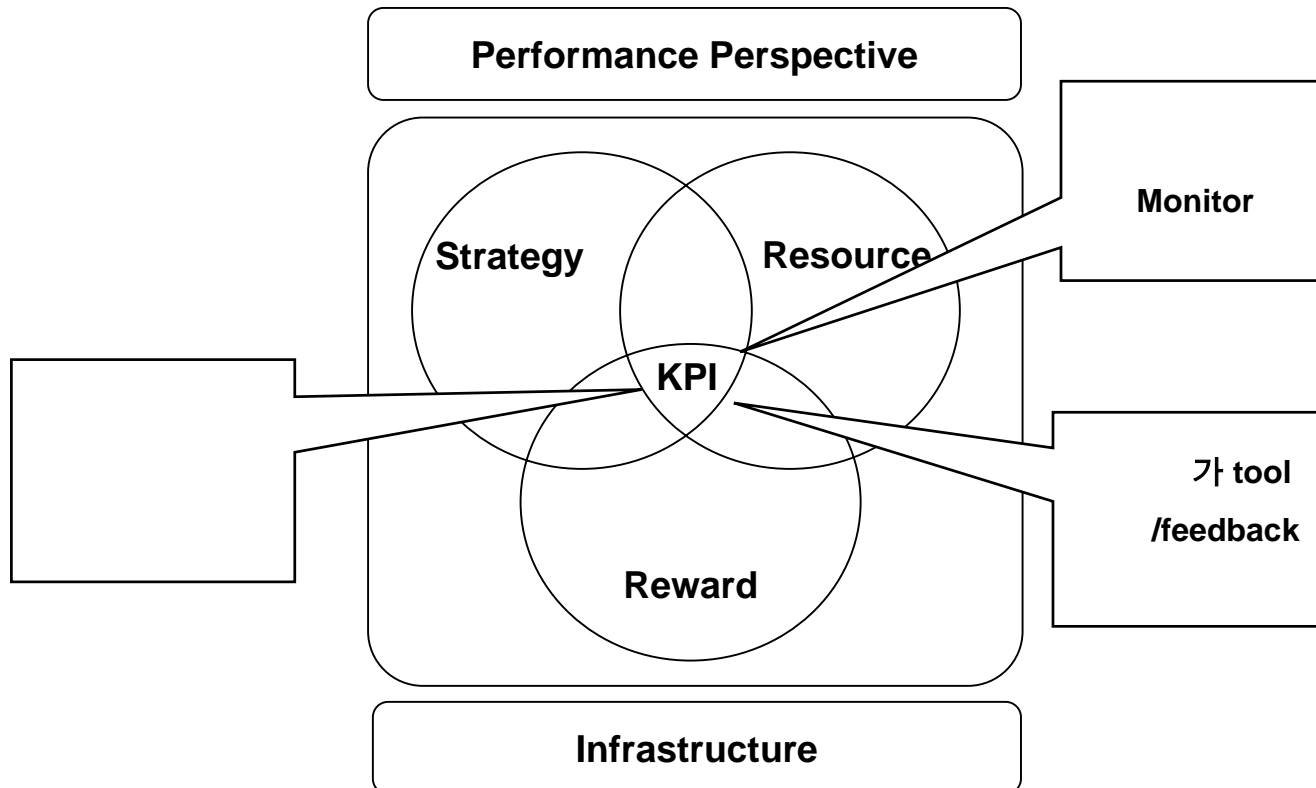 Performance Perspective
Monitor
Strategy
Resource
KPI
가 tool
/feedback
Reward
Infrastructure